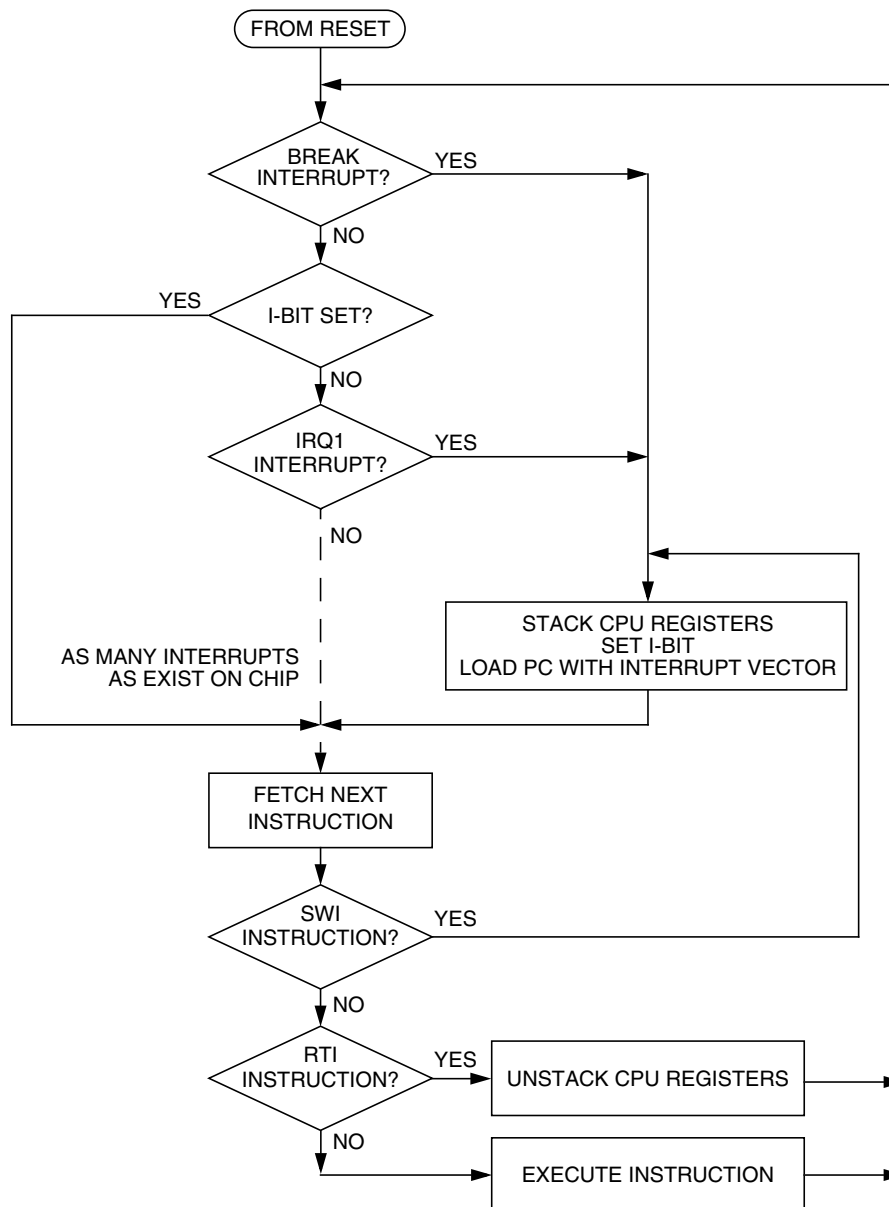 FROM RESET
BREAK
INTERRUPT?
YES
NO
YES
I-BIT SET?
NO
IRQ1
INTERRUPT?
YES
NO
STACK CPU REGISTERS
SET I-BIT
LOAD PC WITH INTERRUPT VECTOR
AS MANY INTERRUPTS
AS EXIST ON CHIP
FETCH NEXT
INSTRUCTION
SWI
INSTRUCTION?
YES
NO
RTI
INSTRUCTION?
YES
UNSTACK CPU REGISTERS
NO
EXECUTE INSTRUCTION